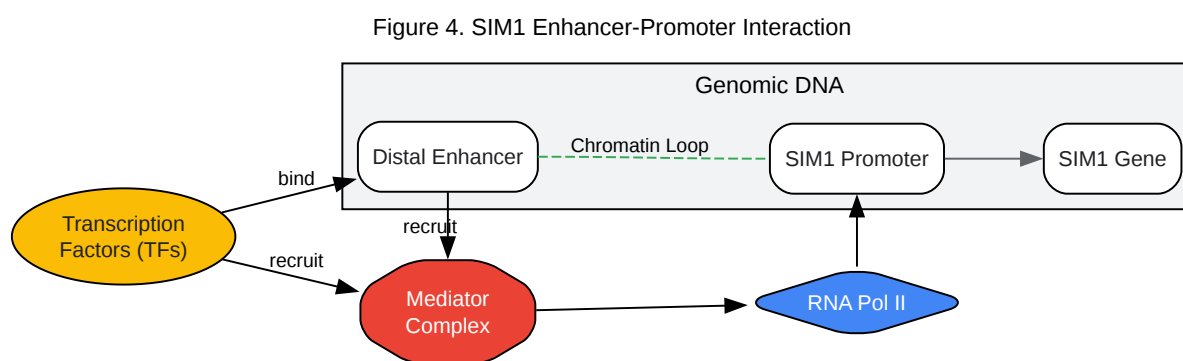 Figure 4. SIM1 Enhancer-Promoter Interaction
Genomic DNA
Distal Enhancer
Chromatin Loop
SIM1 Promoter
SIM1 Gene
bind
Transcription
Factors (TFs)
recruit
recruit
Mediator
Complex
RNA Pol II